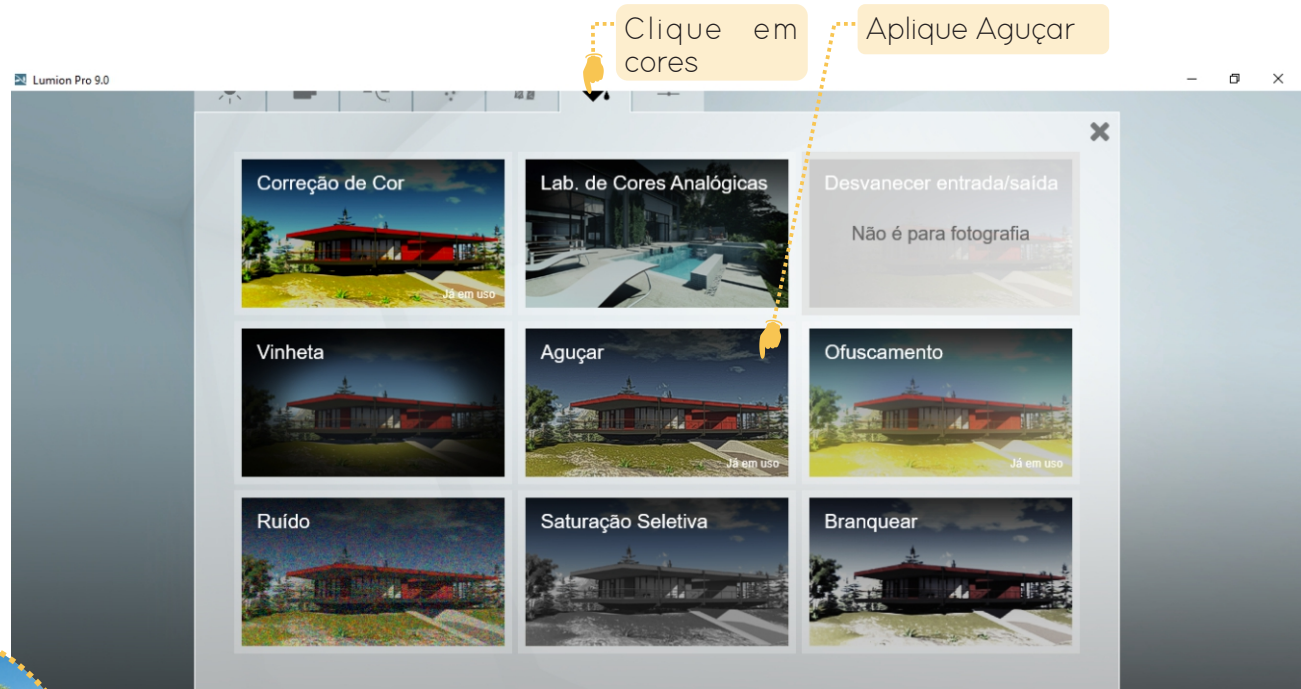 Clique em
cores
Aplique Aguçar
Lumion Pro 9.0
Correção de Cor
Já em uso
Lab. de Cores Analógicas
Desvanecer entrada/saída
Não é para fotografia
Vinheta
Aguçar
Já em uso
Ofuscamento
Já em uso
Ruído
Saturação Seletiva
Branquear